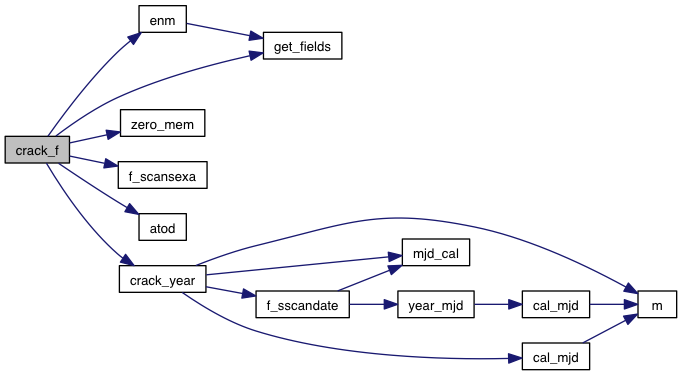 enm
get_fields
zero_mem
crack_f
f_scansexa
atod
mjd_cal
crack_year
f_sscandate
year_mjd
cal_mjd
m
cal_mjd